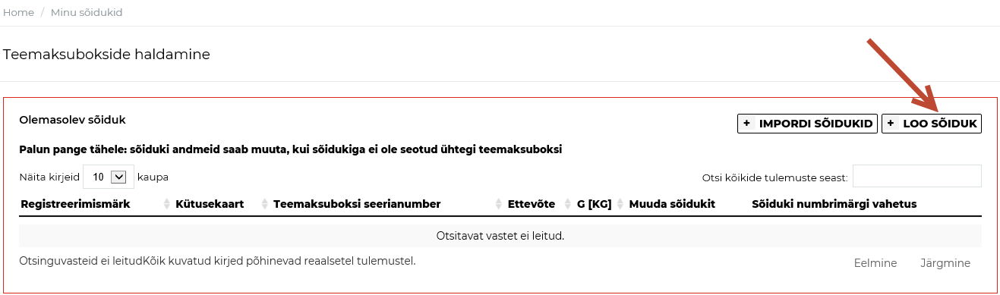 Home / Minu sõidukid
Teemaksubokside haldamine
Olemasolev sõiduk
+ IMPORDI SÕIDUKID + LOO SÕIDUK
Palun pange tähele: sõiduki andmeid saab muuta, kui sõidukiga ei ole seotud ühtegi teemaksuboksi
Näita kirjeid 10 kaupa Otsi kõikide tulemuste seast:
Registreerimismärk Kütusekaart Teemaksuboksi seerianumber Ettevõte G [KG] Muuda sõidukit Sõiduki numbrimärgi vahetus
Otsitavat vastet ei leitud.
Otsinguvasteid ei leitudKõik kuvatud kirjed põhinevad reaalsetel tulemustel. Eelmine Järgmine